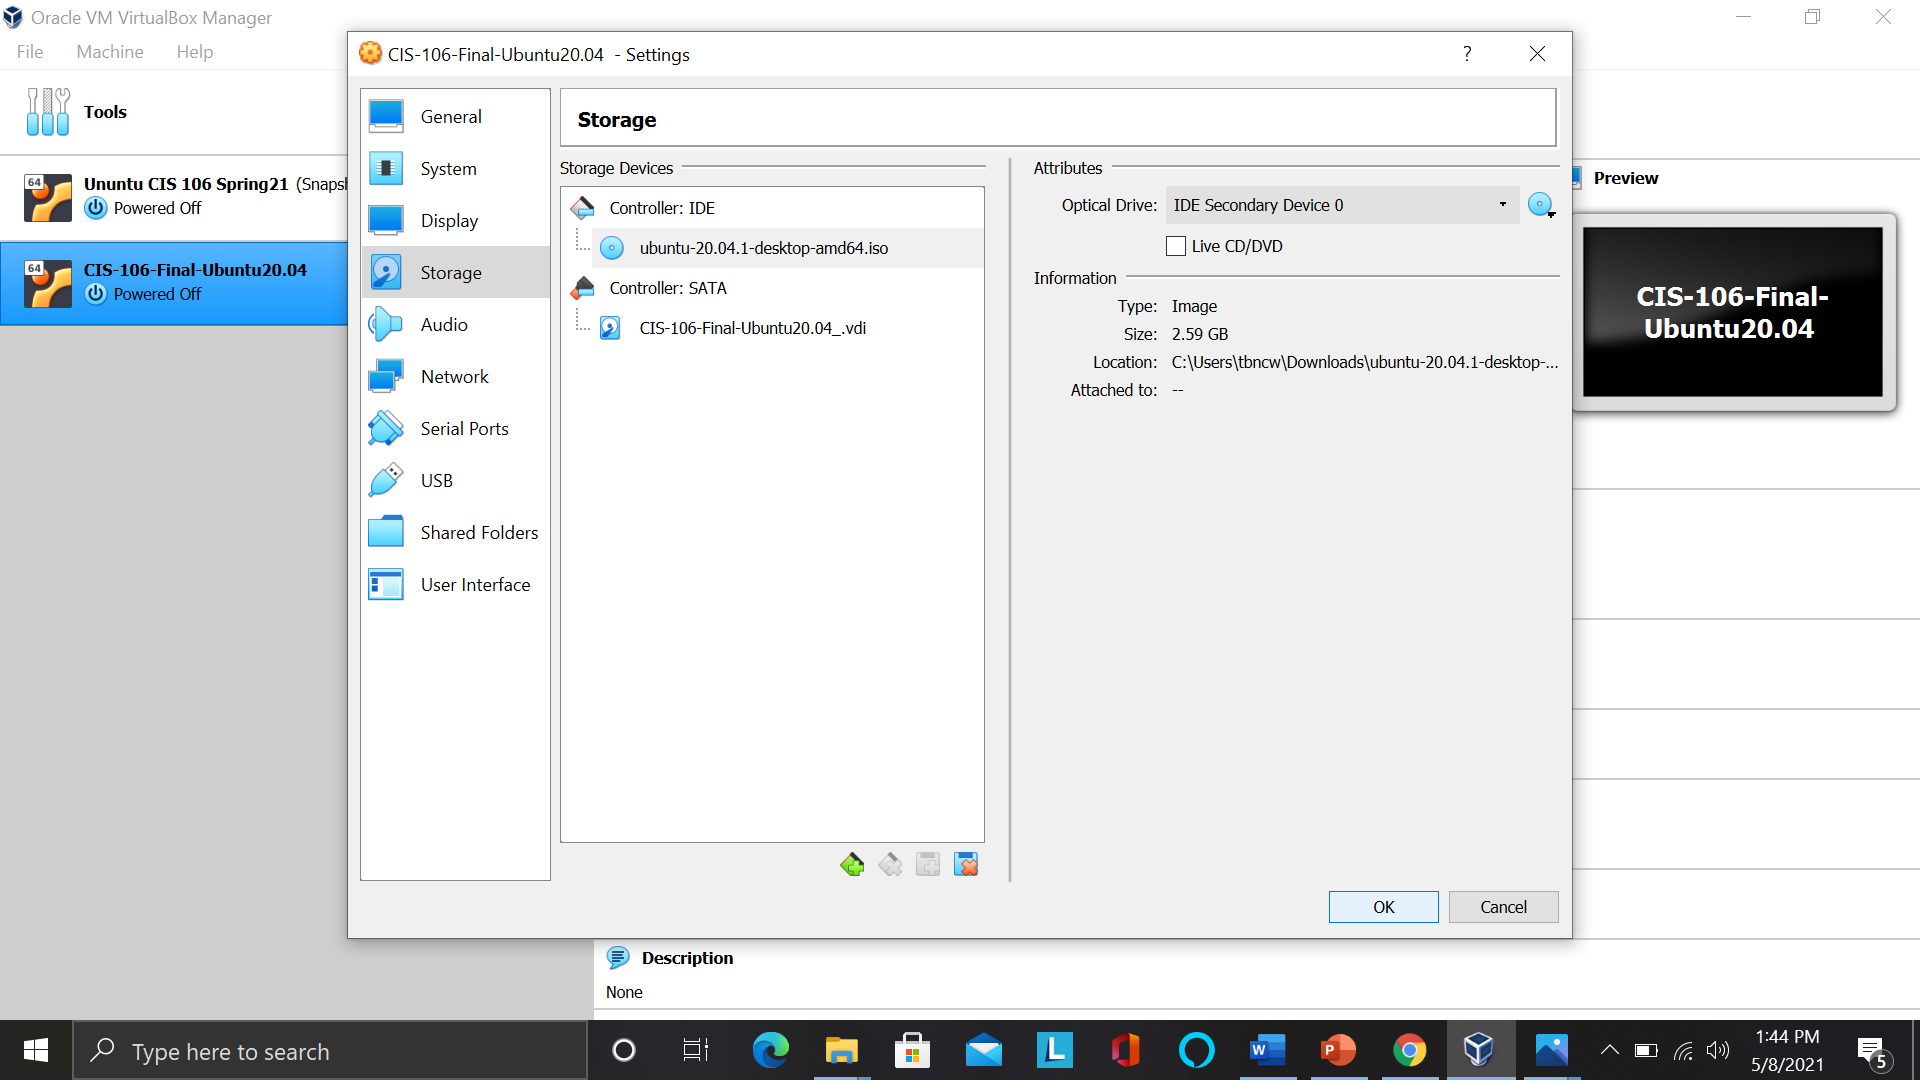 Oracle VM VirtualBox Manager
File Machine Help
Tools
64
Ununtu CIS 106 Spring21 (Snaps
Powered Off
64
CIS-106-Final-Ubuntu20.04
Powered Off
CIS-106-Final-Ubuntu20.04 - Settings
?
General
System
Display
Storage
Audio
Network
Serial Ports
USB
Shared Folders
User Interface
Storage
Storage Devices
Controller: IDE
ubuntu-20.04.1-desktop-amd64.iso
Controller: SATA
CIS-106-Final-Ubuntu20.04_.vdi
Attributes
Optical Drive: IDE Secondary Device 0
Live CD/DVD
Information
Type: Image
Size: 2.59 GB
Location: C:\Users\tbncw\Downloads\ubuntu-20.04.1-desktop-...
Attached to: --
OK Cancel
Preview
CIS-106-Final-
Ubuntu20.04
Description
None
Type here to search
L
W
P
1:44 PM
5/8/2021
5